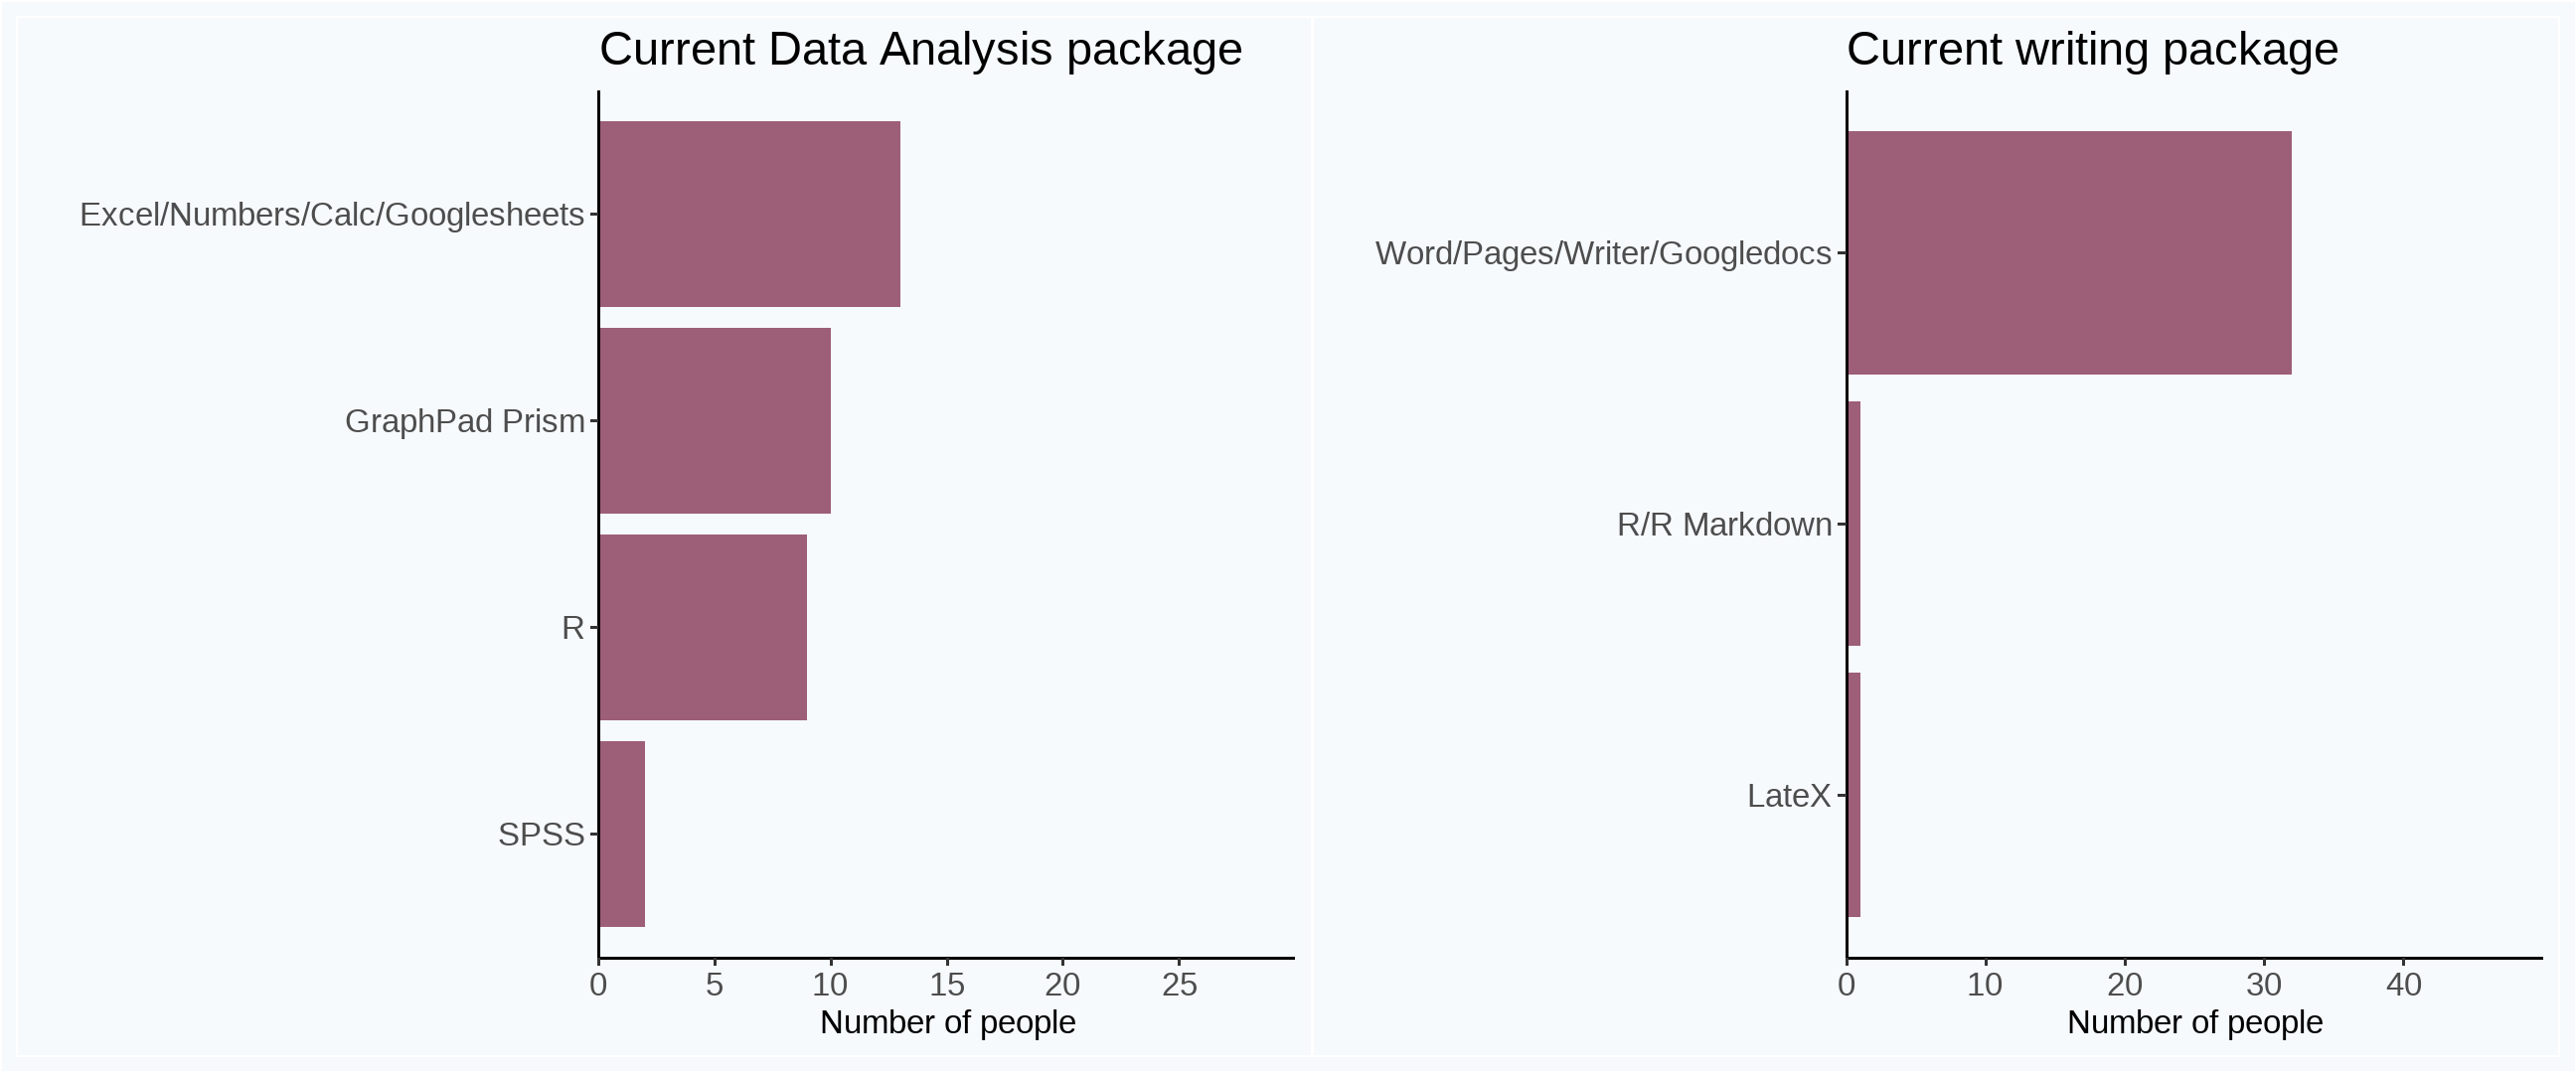 Current Data Analysis package
Excel/Numbers/Calc/Googlesheets
GraphPad Prism
R
SPSS
0 5 10 15 20 25
Number of people
Current writing package
Word/Pages/Writer/Googledocs
R/R Markdown
LateX
0 10 20 30 40
Number of people